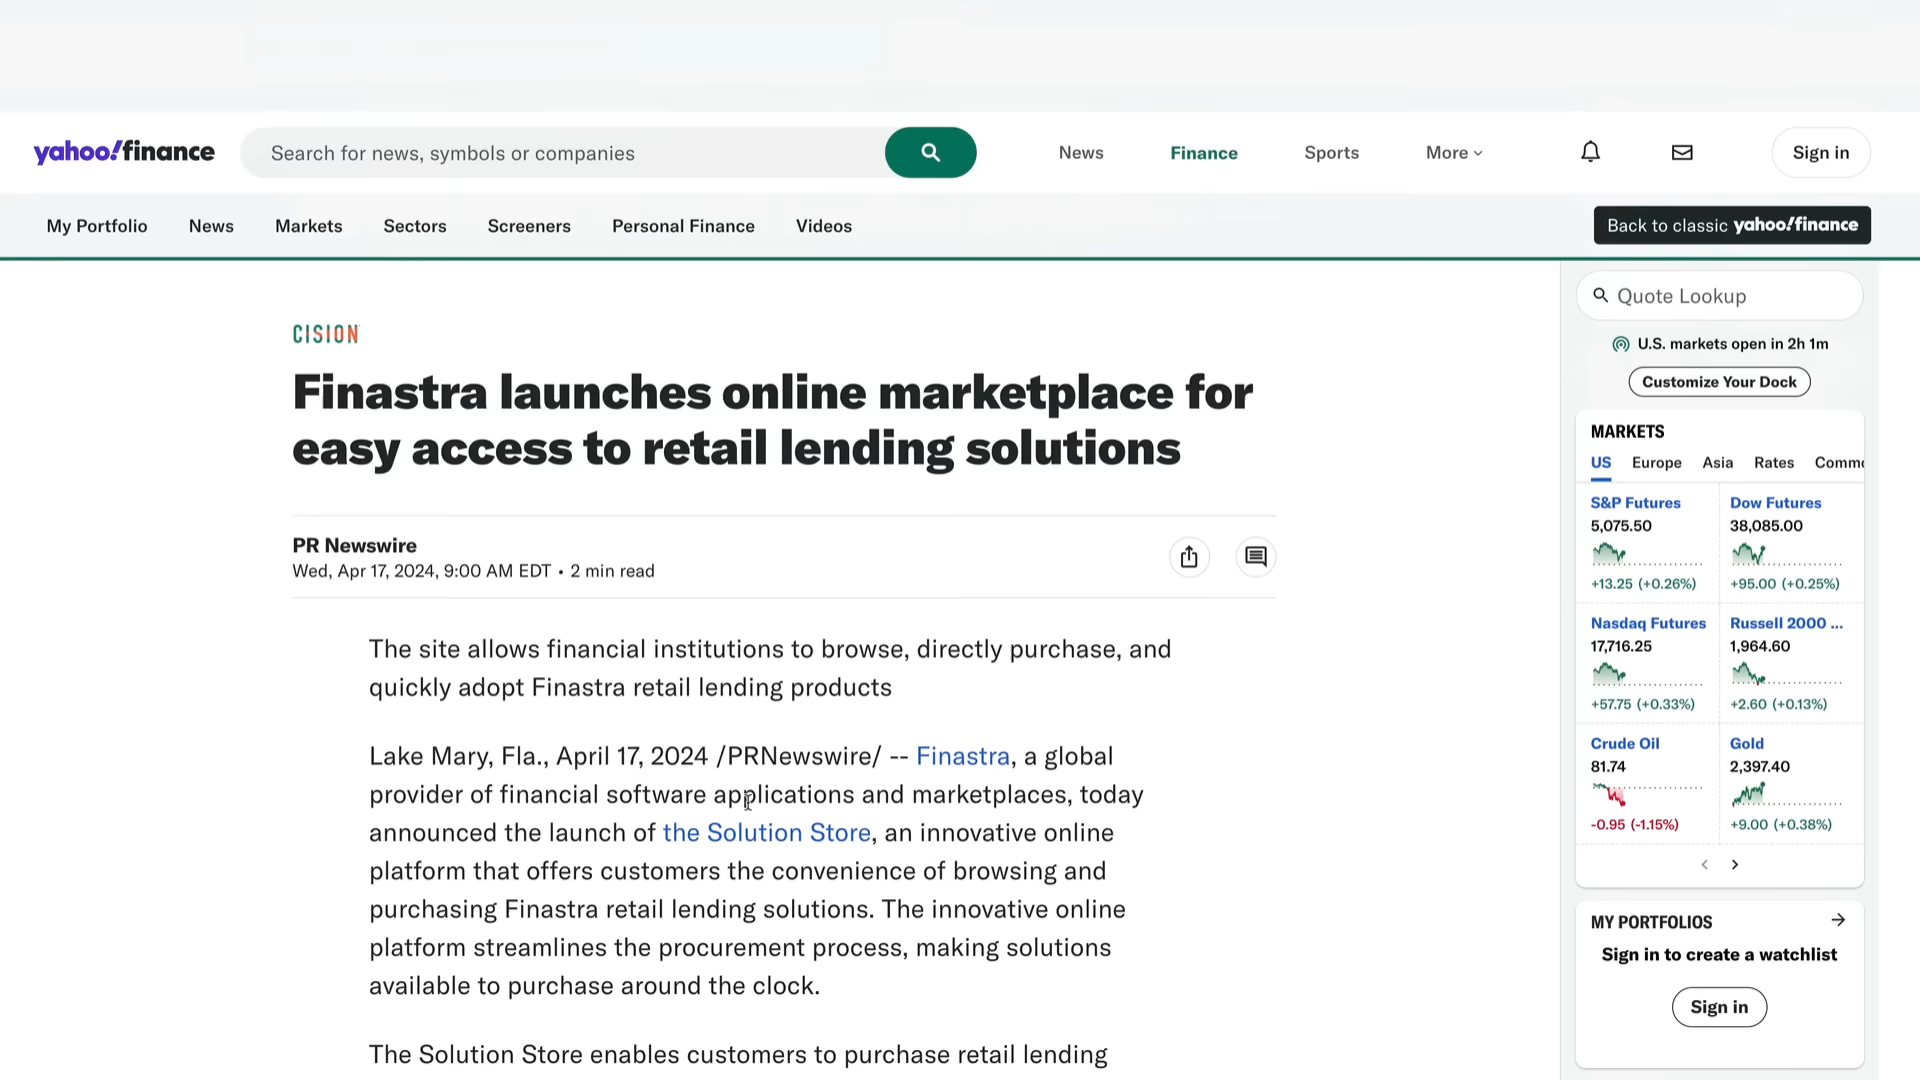 yahoo!finance
Search for news, symbols or companies
News
Finance
Sports
More
Sign in
My Portfolio
News
Markets
Sectors
Screeners
Personal Finance
Videos
Back to classic yahoo!finance
CISION
Finastra launches online marketplace for
easy access to retail lending solutions
PR Newswire
Wed, Apr 17, 2024, 9:00 AM EDT • 2 min read
The site allows financial institutions to browse, directly purchase, and
quickly adopt Finastra retail lending products
Lake Mary, Fla., April 17, 2024 /PRNewswire/ -- Finastra, a global
provider of financial software applications and marketplaces, today
announced the launch of the Solution Store, an innovative online
platform that offers customers the convenience of browsing and
purchasing Finastra retail lending solutions. The innovative online
platform streamlines the procurement process, making solutions
available to purchase around the clock.
The Solution Store enables customers to purchase retail lending
Quote Lookup
U.S. markets open in 2h 1m
Customize Your Dock
MARKETS
US Europe Asia Rates Comm
S&P Futures
5,075.50
+13.25 (+0.26%)
Dow Futures
38,085.00
+95.00 (+0.25%)
Nasdaq Futures
17,716.25
+57.75 (+0.33%)
Russell 2000 ...
1,964.60
+2.60 (+0.13%)
Crude Oil
81.74
-0.95 (-1.15%)
Gold
2,397.40
+9.00 (+0.38%)
MY PORTFOLIOS
Sign in to create a watchlist
Sign in